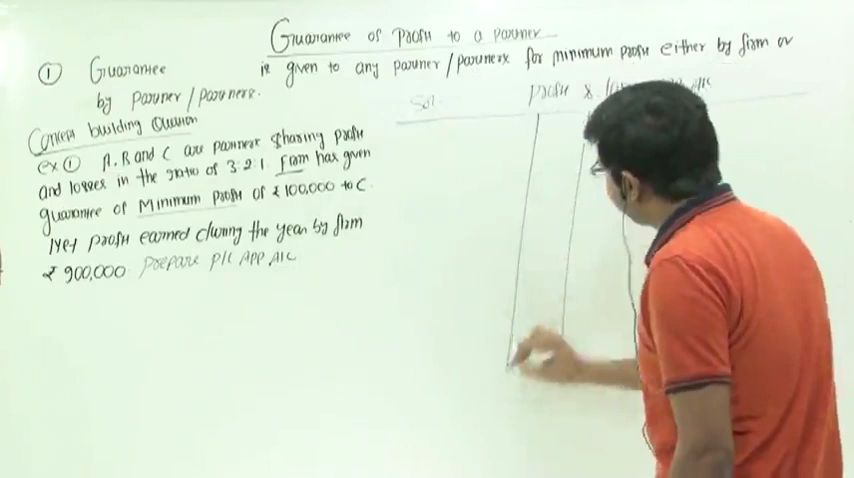 Guarantee of Profit to a Partner
① Guarantee is given to any partner/partners for minimum profit either by firm or
by partner/partners.
Sol.
Profit &
Concept building Question
ex ① A, B and C are partners sharing profit
and losses in the ratio of 3:2:1. Firm has given
guarantee of Minimum Profit of ₹ 100,000 to C.
Net profit earned during the year by firm
₹ 900,000 Prepare P/L APP A/C